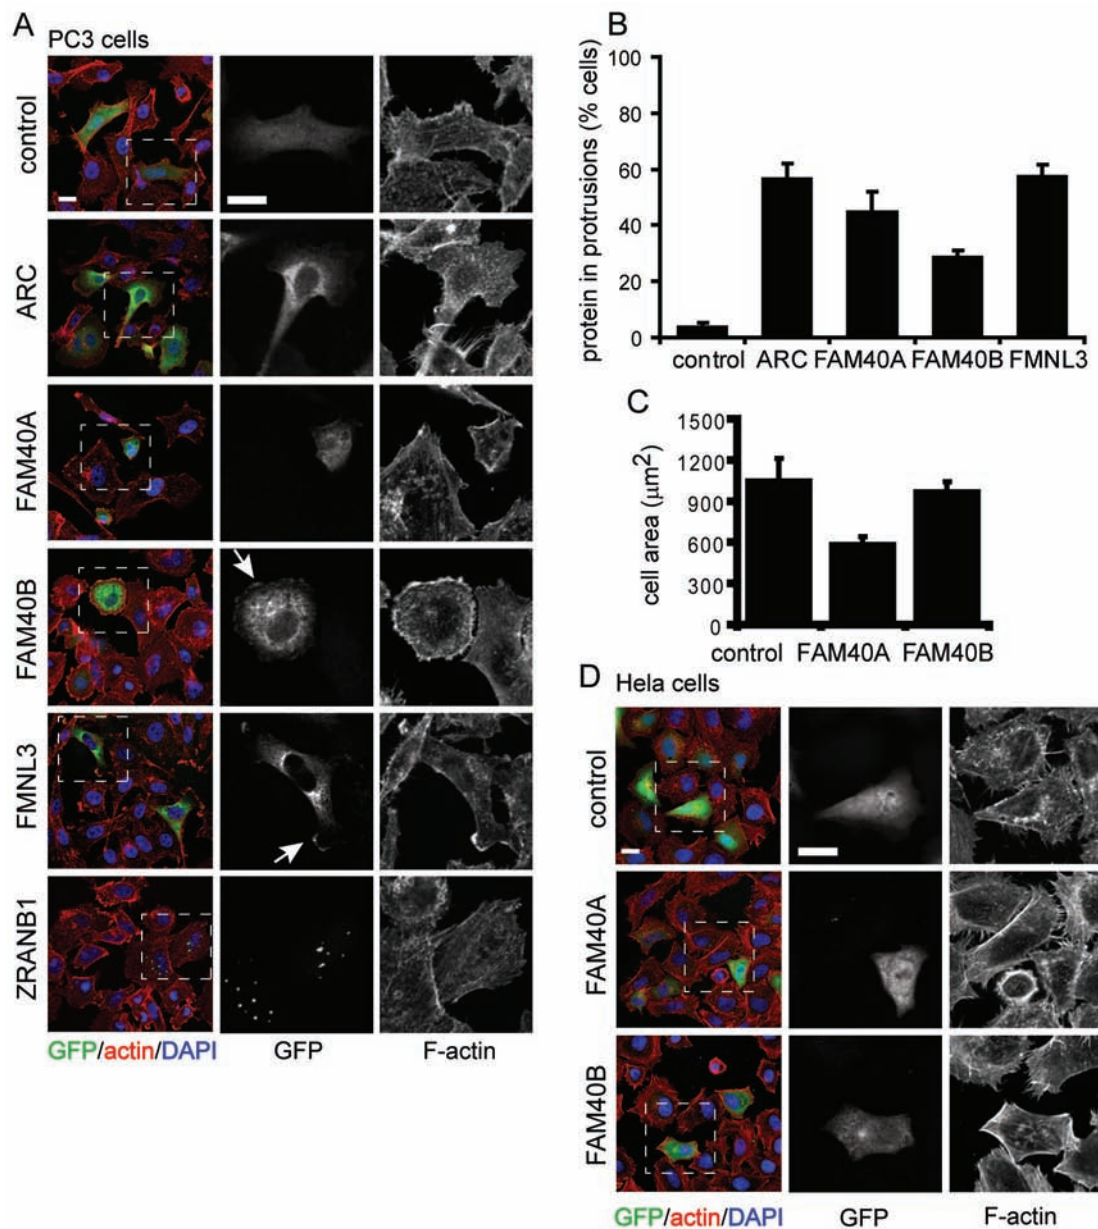 A
PC3 cells
control
ARC
FAM40A
FAM40B
FMNL3
ZRANB1
GFP/actin/DAPI
GFP
F-actin
B
protein in protrusions (% cells)
100
80
60
40
20
0
control ARC FAM40A FAM40B FMNL3
C
cell area (μm²)
1500
1200
900
600
300
0
control FAM40A FAM40B
D
Hela cells
control
FAM40A
FAM40B
GFP/actin/DAPI
GFP
F-actin